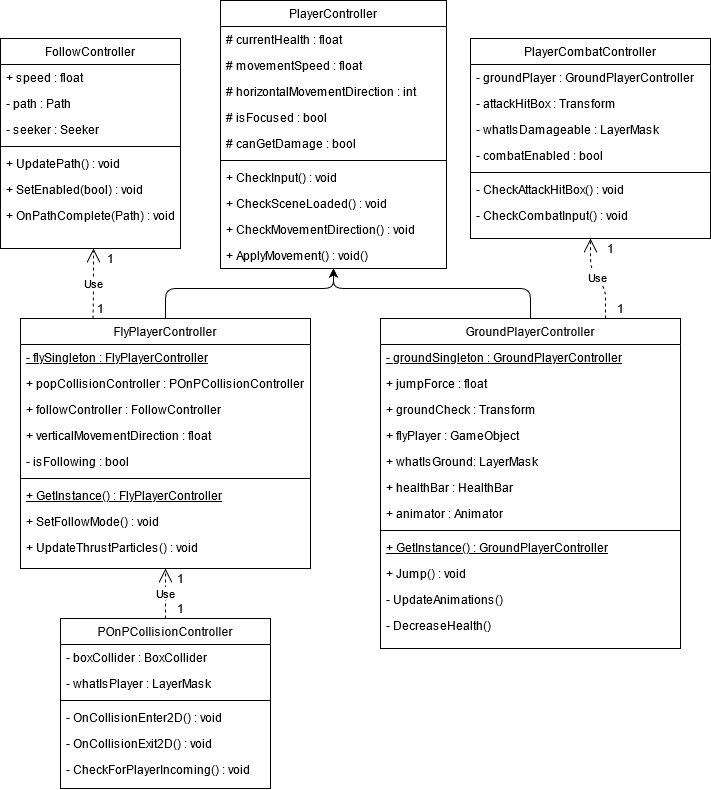 PlayerController
# currentHealth : float
# movementSpeed : float
# horizontalMovementDirection : int
# isFocused : bool
# canGetDamage : bool
+ CheckInput() : void
+ CheckSceneLoaded() : void
+ CheckMovementDirection() : void
+ ApplyMovement() : void()
FollowController
+ speed : float
- path : Path
- seeker : Seeker
+ UpdatePath() : void
+ SetEnabled(bool) : void
+ OnPathComplete(Path) : void
PlayerCombatController
- groundPlayer : GroundPlayerController
- attackHitBox : Transform
- whatIsDamageable : LayerMask
- combatEnabled : bool
- CheckAttackHitBox() : void
- CheckCombatInput() : void
1
Use
1
1
Use
1
FlyPlayerController
- flySingleton : FlyPlayerController
+ popCollisionController : POnPCollisionController
+ followController : FollowController
+ verticalMovementDirection : float
- isFollowing : bool
+ GetInstance() : FlyPlayerController
+ SetFollowMode() : void
+ UpdateThrustParticles() : void
GroundPlayerController
- groundSingleton : GroundPlayerController
+ jumpForce : float
+ groundCheck : Transform
+ flyPlayer : GameObject
+ whatIsGround: LayerMask
+ healthBar : HealthBar
+ animator : Animator
+ GetInstance() : GroundPlayerController
+ Jump() : void
- UpdateAnimations()
- DecreaseHealth()
1
Use
1
POnPCollisionController
- boxCollider : BoxCollider
- whatIsPlayer : LayerMask
- OnCollisionEnter2D() : void
- OnCollisionExit2D() : void
- CheckForPlayerIncoming() : void